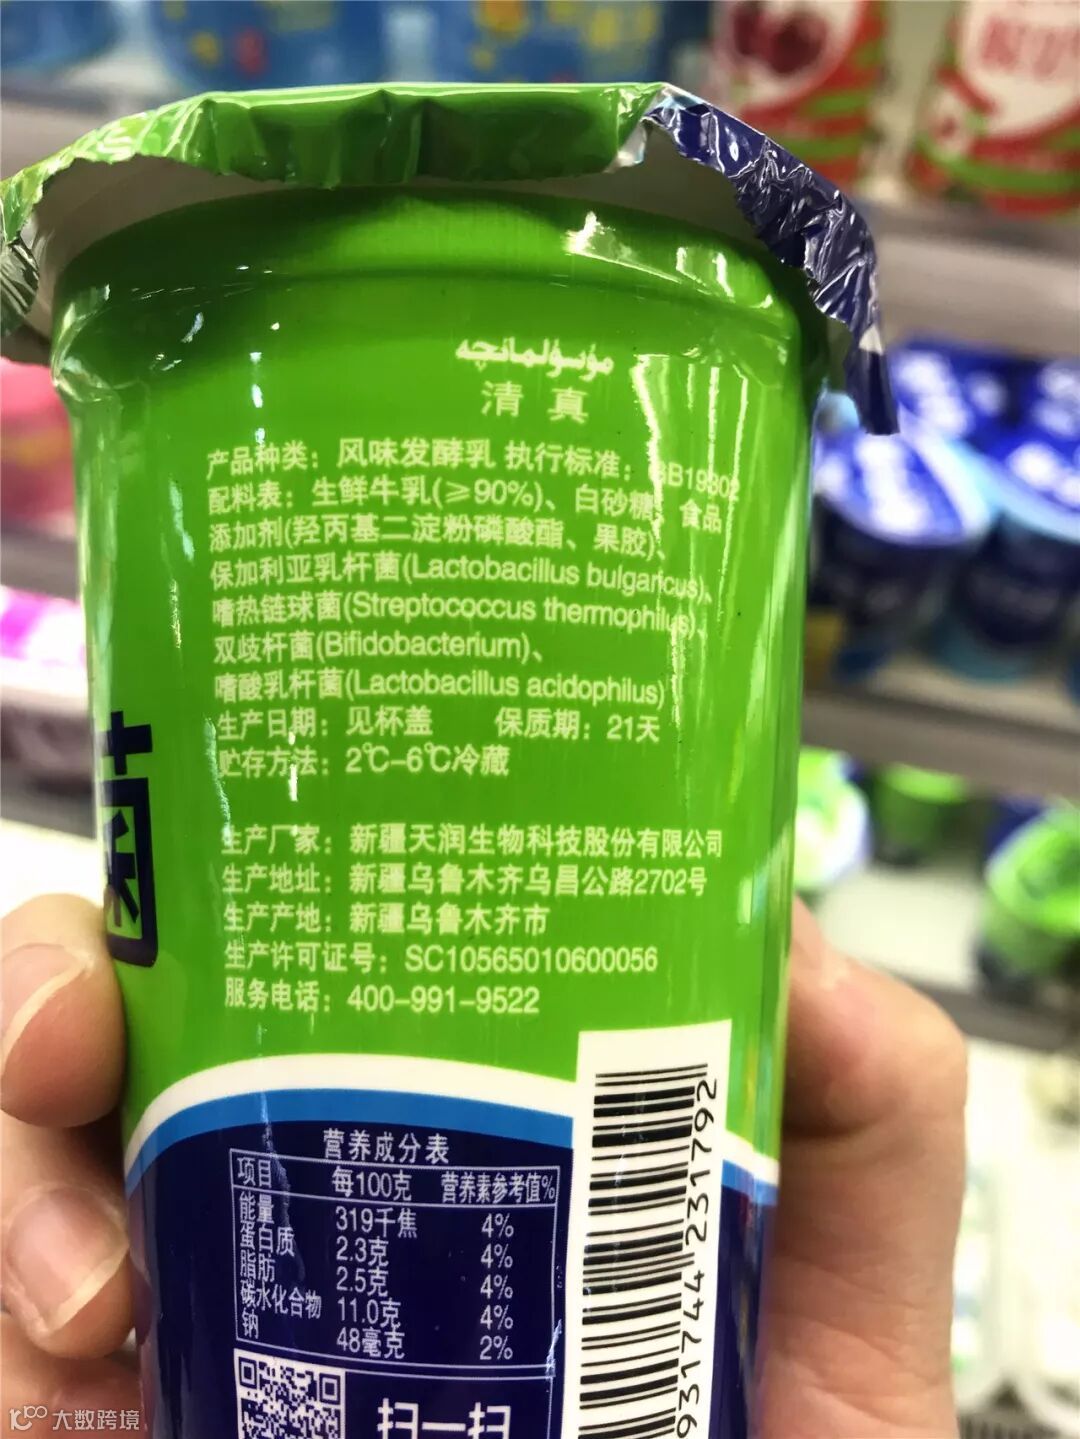 مۇسۇلمانچە
清真
产品种类：风味发酵乳 执行标准：GB19302
配料表：生鲜牛乳(≥90%)、白砂糖、食品
添加剂(羟丙基二淀粉磷酸酯、果胶)、
保加利亚乳杆菌(Lactobacillus bulgaricus)、
嗜热链球菌(Streptococcus thermophilus)、
双歧杆菌(Bifidobacterium)、
嗜酸乳杆菌(Lactobacillus acidophilus)
生产日期：见杯盖 保质期：21天
贮存方法：2℃-6℃冷藏
菌
生产厂家：新疆天润生物科技股份有限公司
生产地址：新疆乌鲁木齐乌昌公路2702号
生产产地：新疆乌鲁木齐市
生产许可证号：SC10565010600056
服务电话：400-991-9522
营养成分表
项目 每100克 营养素参考值%
能量 319千焦 4%
蛋白质 2.3克 4%
脂肪 2.5克 4%
碳水化合物 11.0克 4%
钠 48毫克 2%
扫一扫
931744 231792
大数跨境